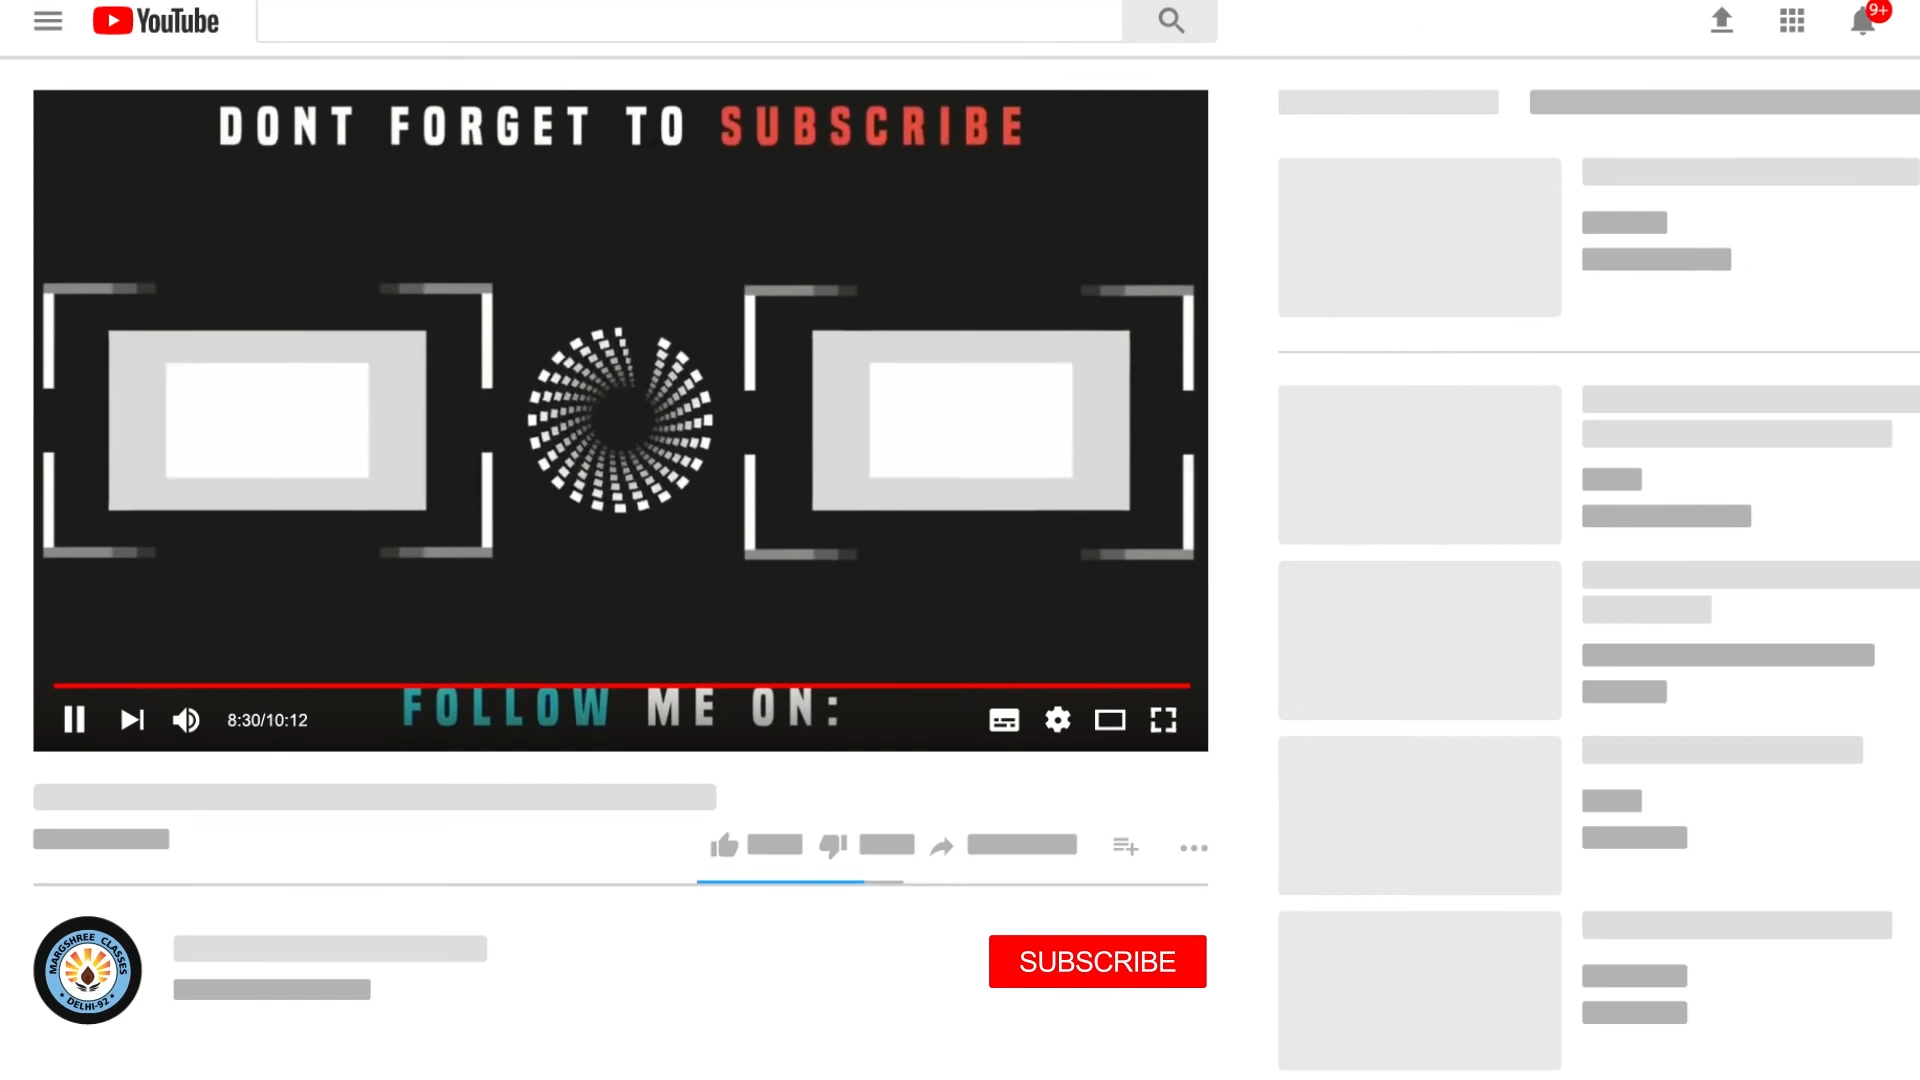 YouTube
9+
DONT FORGET TO SUBSCRIBE
8:30/10:12
FOLLOW ME ON:
MARGSHREE CLASSES
* DELHI-92 *
SUBSCRIBE